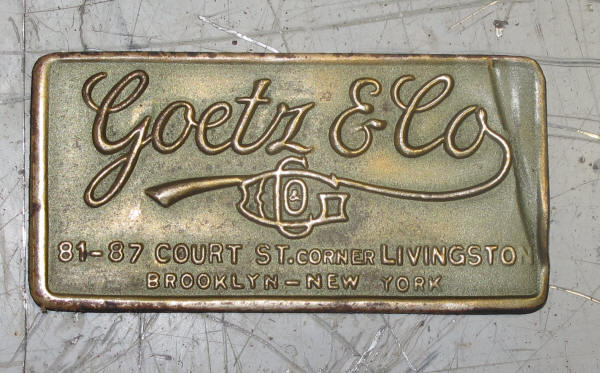 Goetz & Co
81-87 COURT ST. CORNER LIVINGSTON
BROOKLYN - NEW YORK